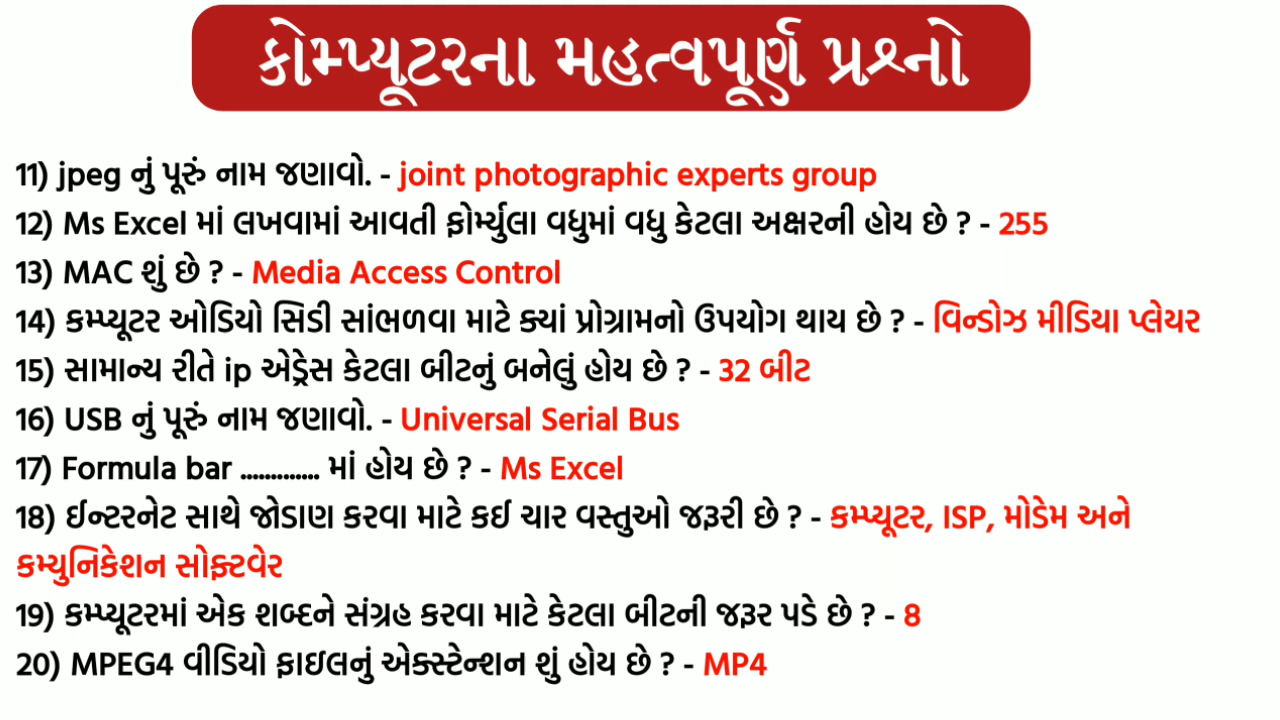 કોમ્પ્યૂટરના મહત્વપૂર્ણ પ્રશ્નો
11) jpeg નું પૂરું નામ જણાવો. - joint photographic experts group
12) Ms Excel માં લખવામાં આવતી ફોર્મ્યુલા વધુમાં વધુ કેટલા અક્ષરની હોય છે ? - 255
13) MAC શું છે ? - Media Access Control
14) કમ્પ્યૂટર ઓડિયો સિડી સાંભળવા માટે ક્યાં પ્રોગ્રામનો ઉપયોગ થાય છે ? - વિન્ડોઝ મીડિયા પ્લેયર
15) સામાન્ય રીતે ip એડ્રેસ કેટલા બીટનું બનેલું હોય છે ? - 32 બીટ
16) USB નું પૂરું નામ જણાવો. - Universal Serial Bus
17) Formula bar ............. માં હોય છે ? - Ms Excel
18) ઈન્ટરનેટ સાથે જોડાણ કરવા માટે કઈ ચાર વસ્તુઓ જરૂરી છે ? - કમ્પ્યૂટર, ISP, મોડેમ અને
કમ્યુનિકેશન સોફ્ટવેર
19) કમ્પ્યૂટરમાં એક શબ્દને સંગ્રહ કરવા માટે કેટલા બીટની જરૂર પડે છે ? - 8
20) MPEG4 વીડિયો ફાઇલનું એક્સ્ટેન્શન શું હોય છે ? - MP4